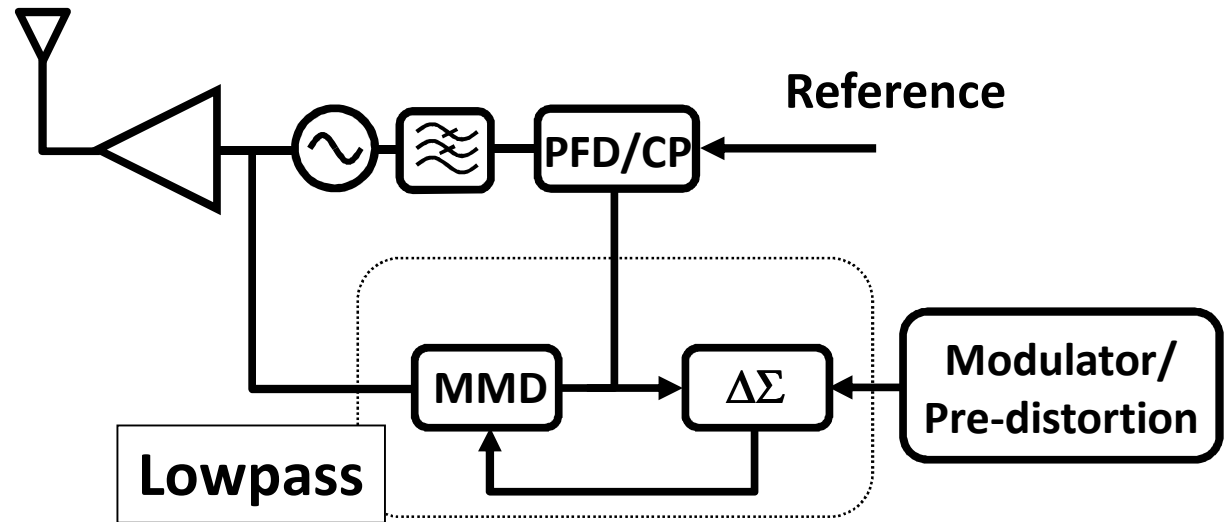 Reference
PFD/CP
MMD
ΔΣ
Modulator/
Pre-distortion
Lowpass